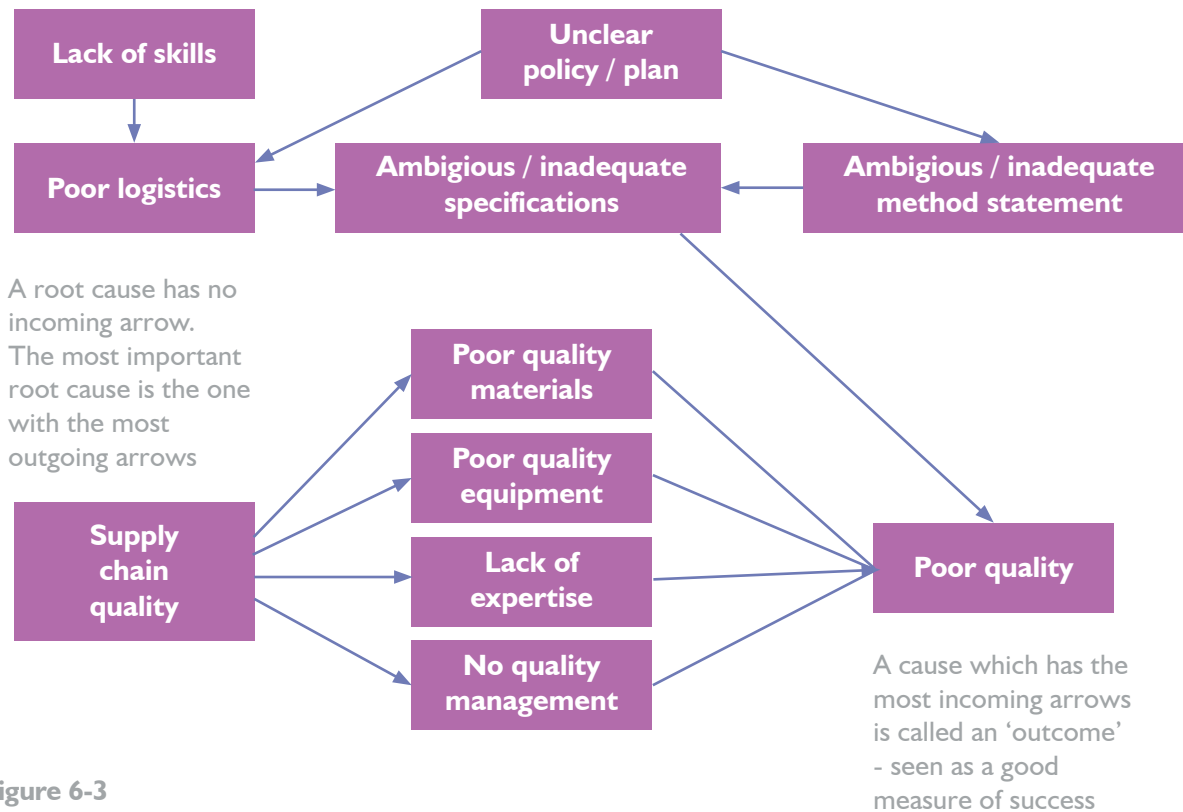 Lack of skills
Unclear
policy / plan
Poor logistics
Ambigious / inadequate
specifications
Ambigious / inadequate
method statement
A root cause has no
incoming arrow.
The most important
root cause is the one
with the most
outgoing arrows
Poor quality
materials
Poor quality
equipment
Supply
chain
quality
Lack of
expertise
Poor quality
No quality
management
A cause which has the
most incoming arrows
is called an ‘outcome’
- seen as a good
measure of success
igure 6-3